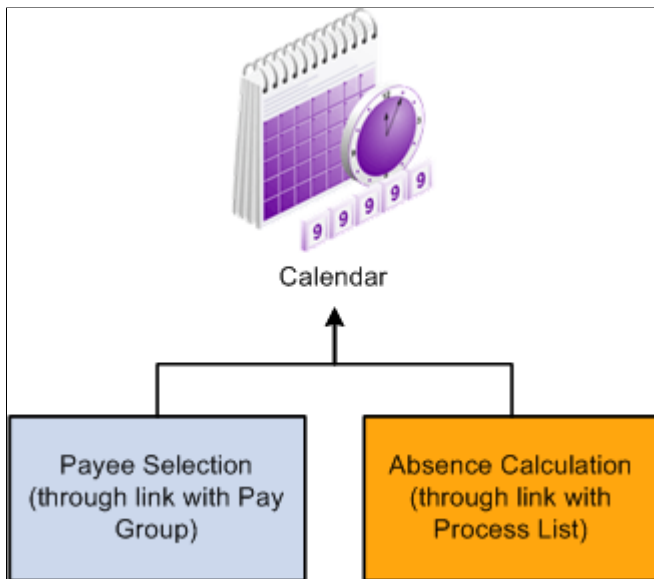 9 9 9 9 9
Calendar
Payee Selection
(through link with Pay
Group)
Absence Calculation
(through link with
Process List)